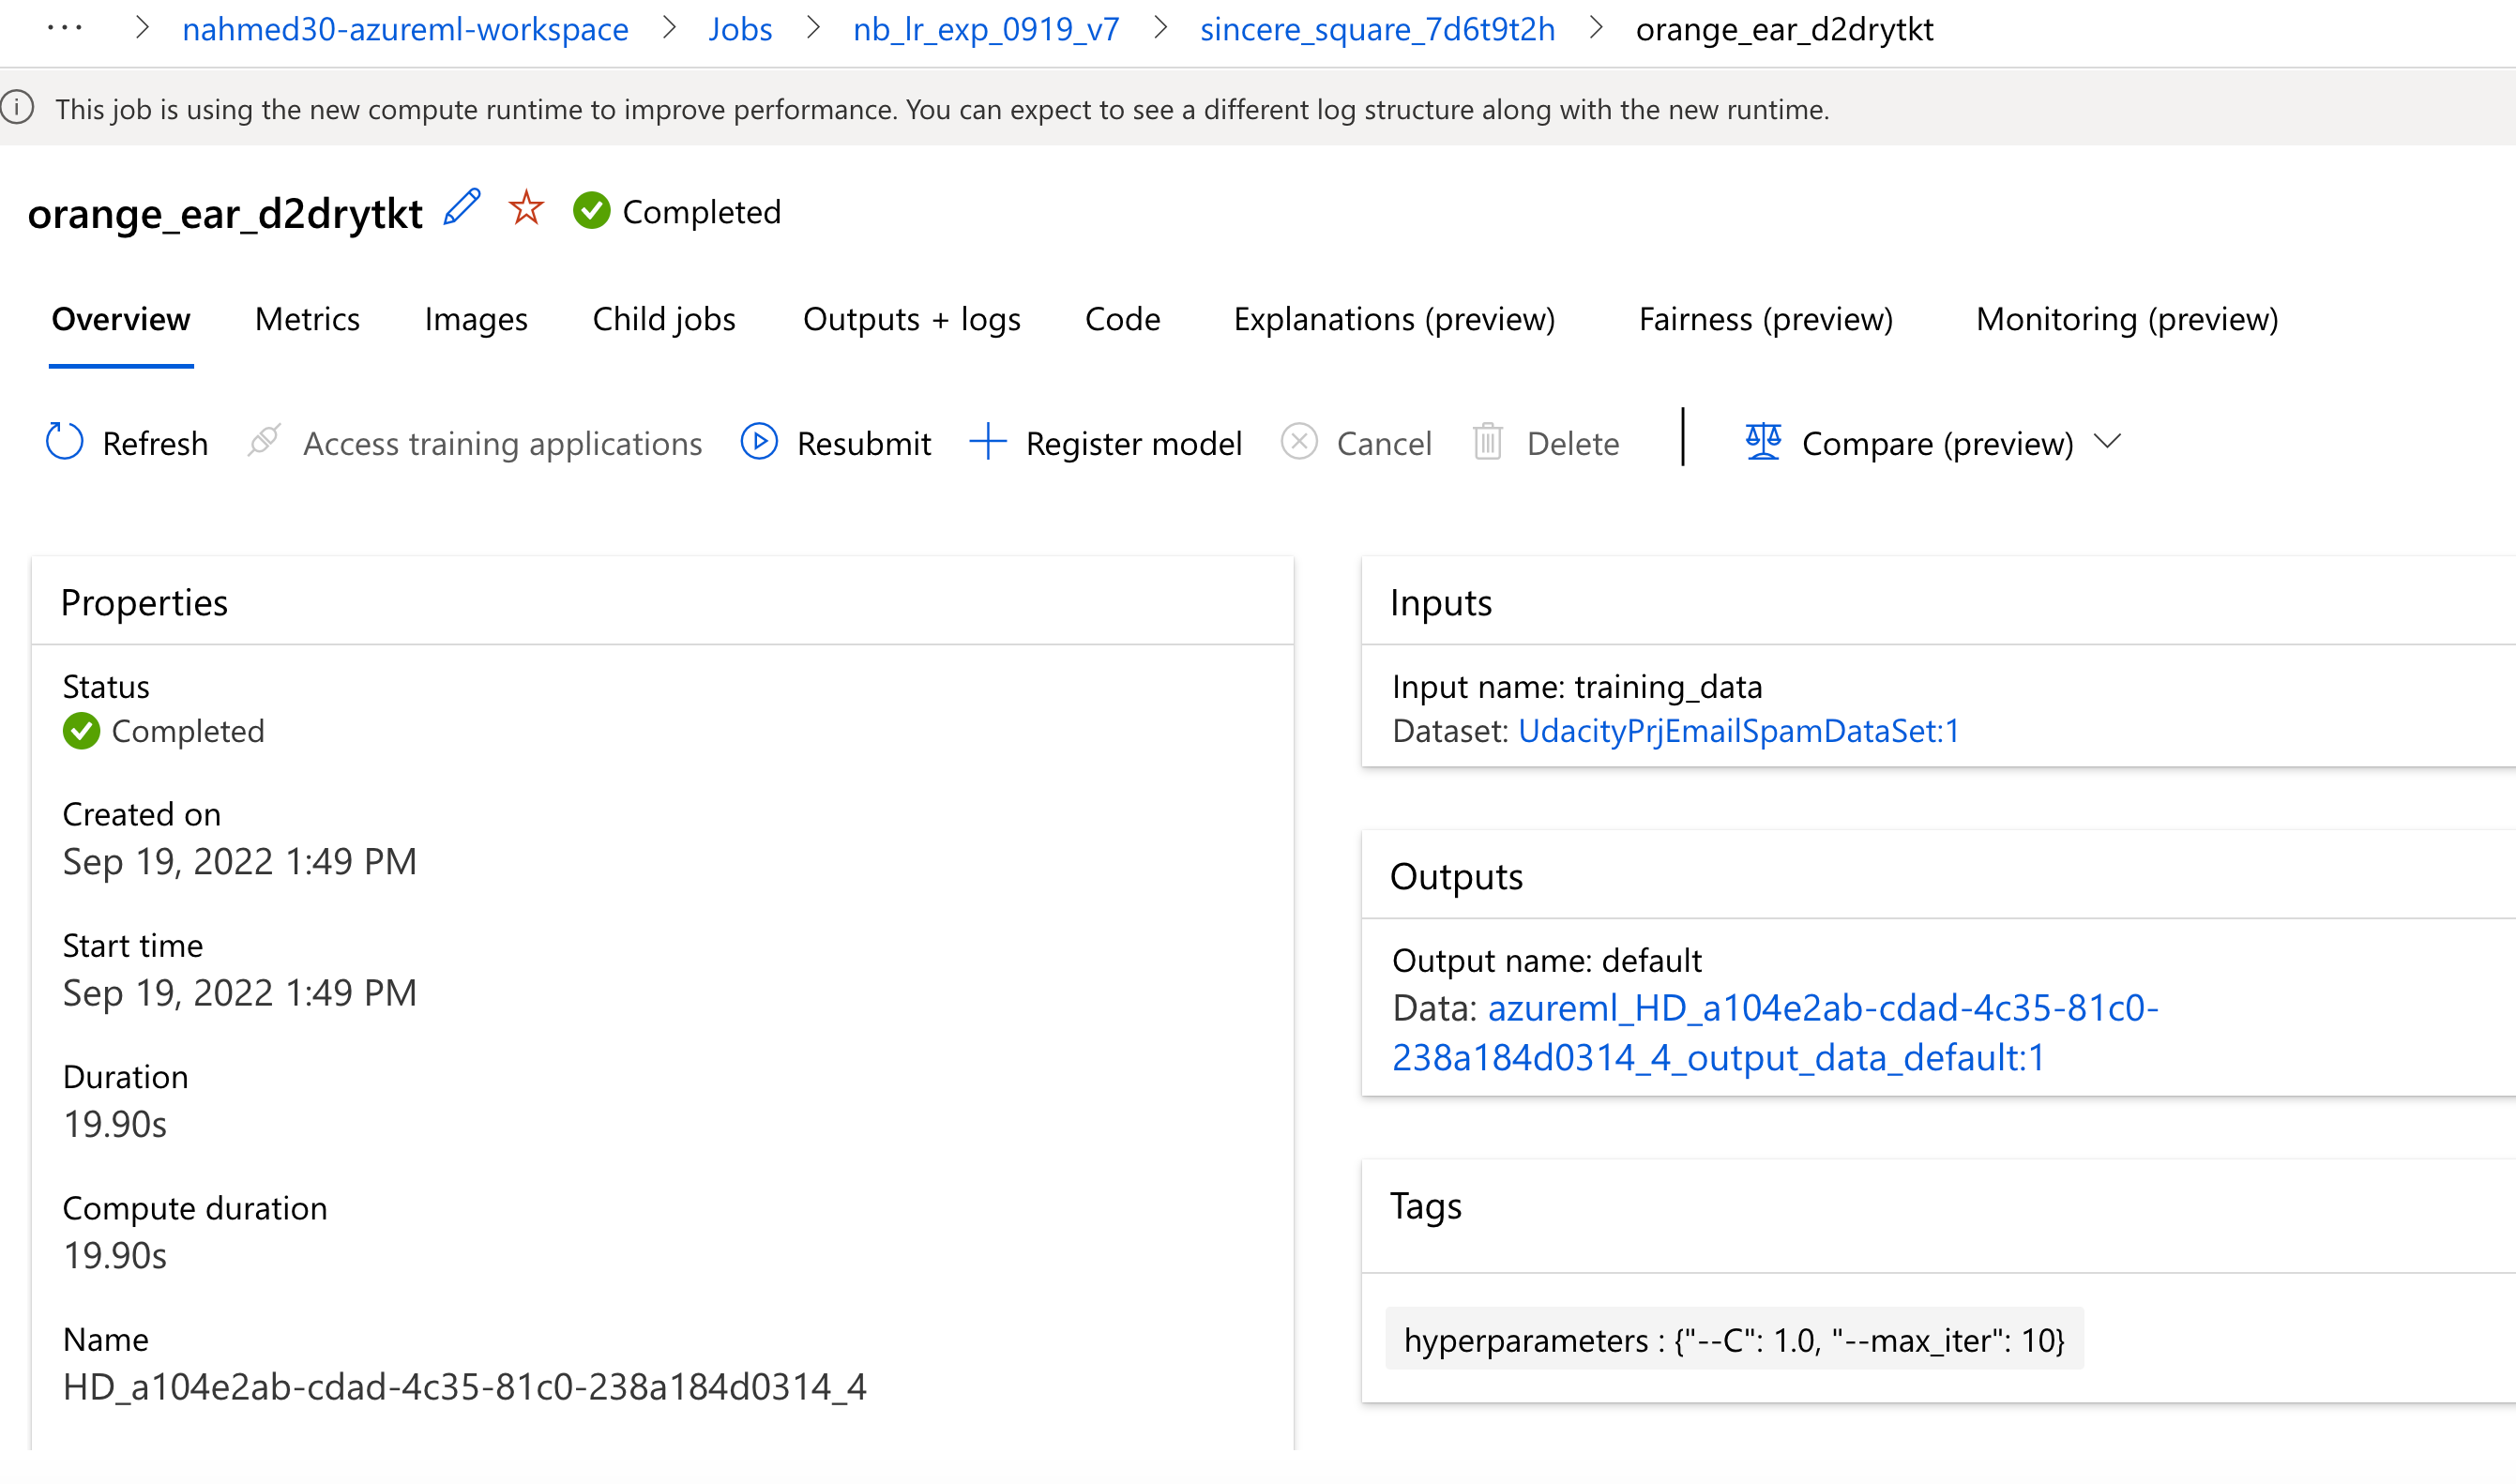 ··· > nahmed30-azureml-workspace > Jobs > nb_lr_exp_0919_v7 > sincere_square_7d6t9t2h > orange_ear_d2drytkt
This job is using the new compute runtime to improve performance. You can expect to see a different log structure along with the new runtime.
orange_ear_d2drytkt Completed
Overview Metrics Images Child jobs Outputs + logs Code Explanations (preview) Fairness (preview) Monitoring (preview)
Refresh Access training applications Resubmit Register model Cancel Delete Compare (preview)
Properties
Status
Completed
Created on
Sep 19, 2022 1:49 PM
Start time
Sep 19, 2022 1:49 PM
Duration
19.90s
Compute duration
19.90s
Name
HD_a104e2ab-cdad-4c35-81c0-238a184d0314_4
Inputs
Input name: training_data
Dataset: UdacityPrjEmailSpamDataSet:1
Outputs
Output name: default
Data: azureml_HD_a104e2ab-cdad-4c35-81c0-
238a184d0314_4_output_data_default:1
Tags
hyperparameters : {"--C": 1.0, "--max_iter": 10}